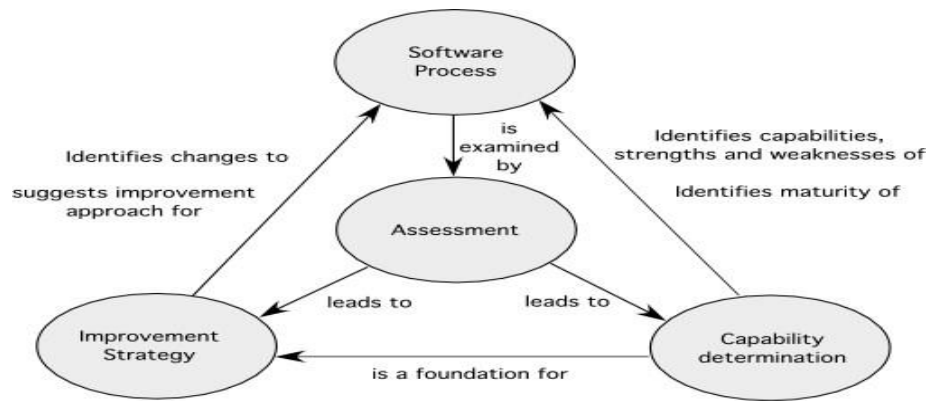 Software
Process
is
examined
by
Identifies changes to
suggests improvement
approach for
Identifies capabilities,
strengths and weaknesses of
Identifies maturity of
Assessment
leads to
leads to
Improvement
Strategy
Capability
determination
is a foundation for